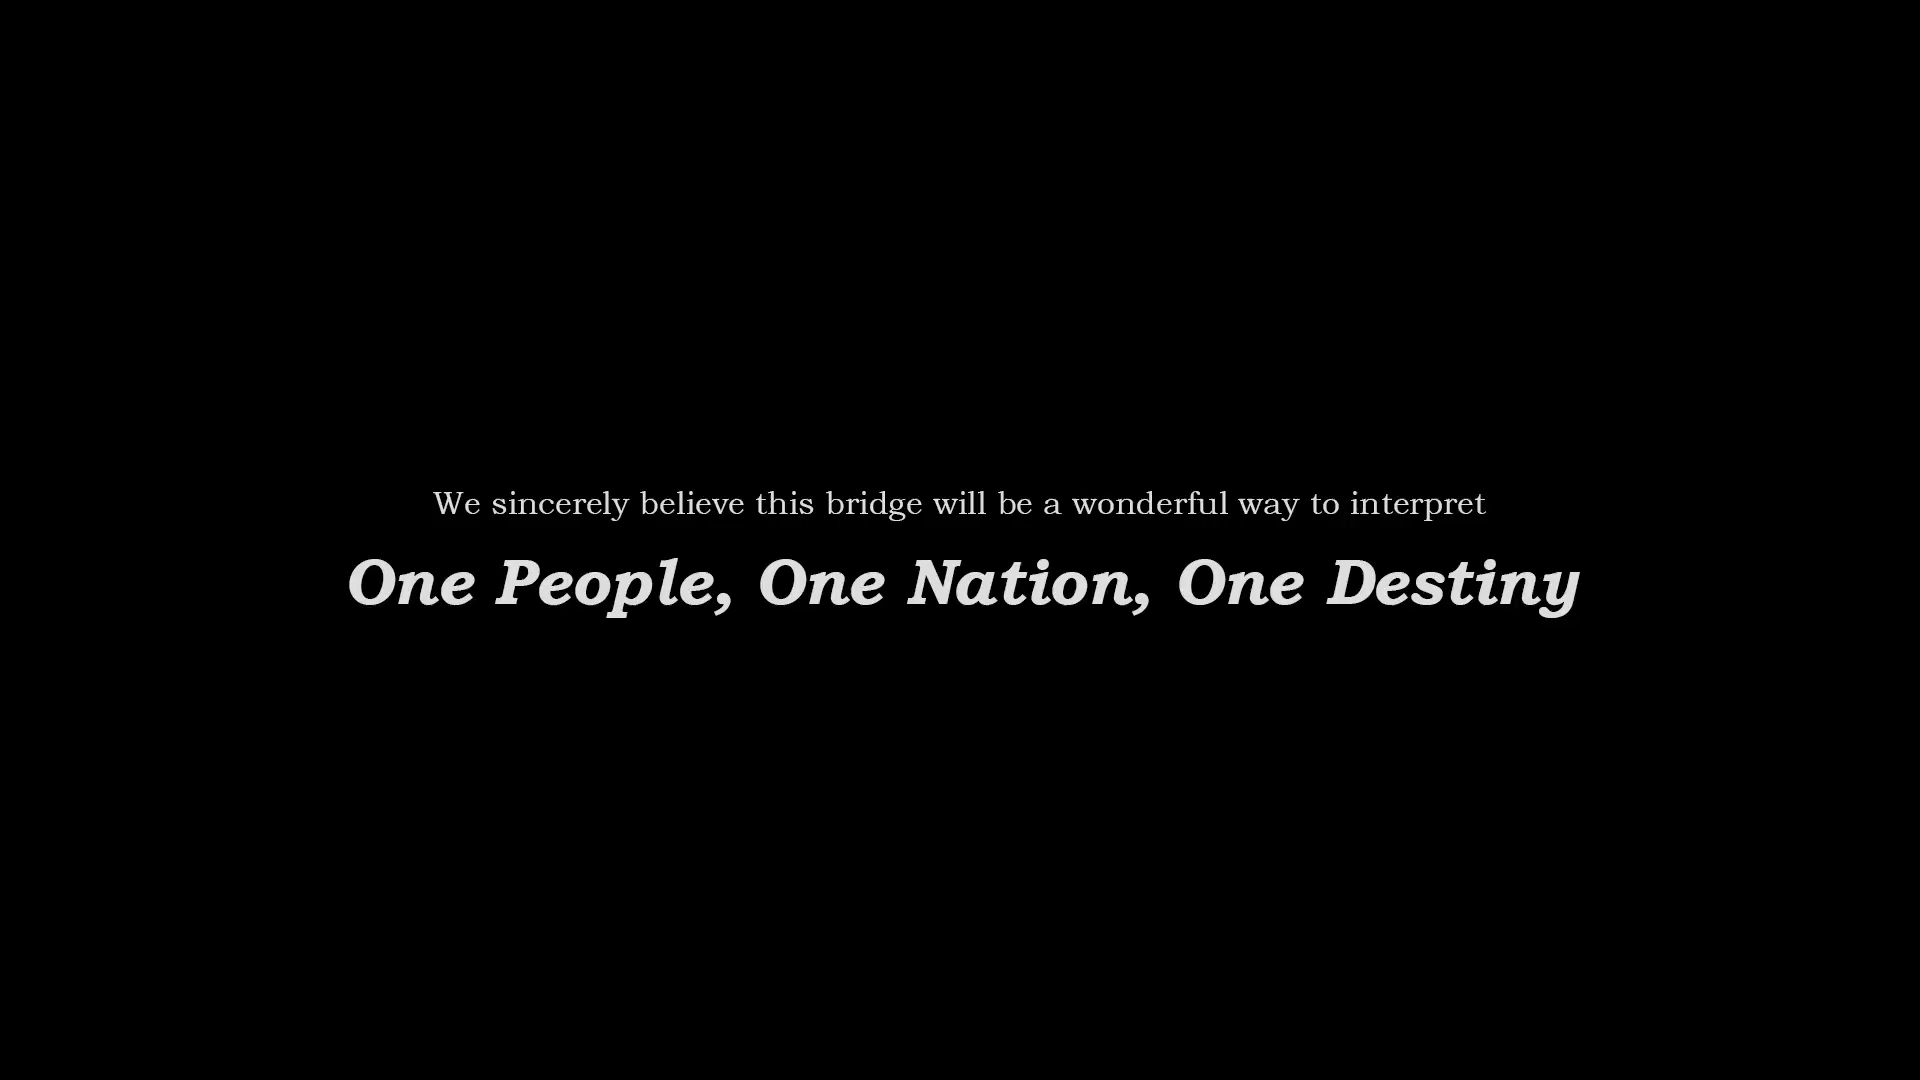 We sincerely believe this bridge will be a wonderful way to interpret
One People, One Nation, One Destiny